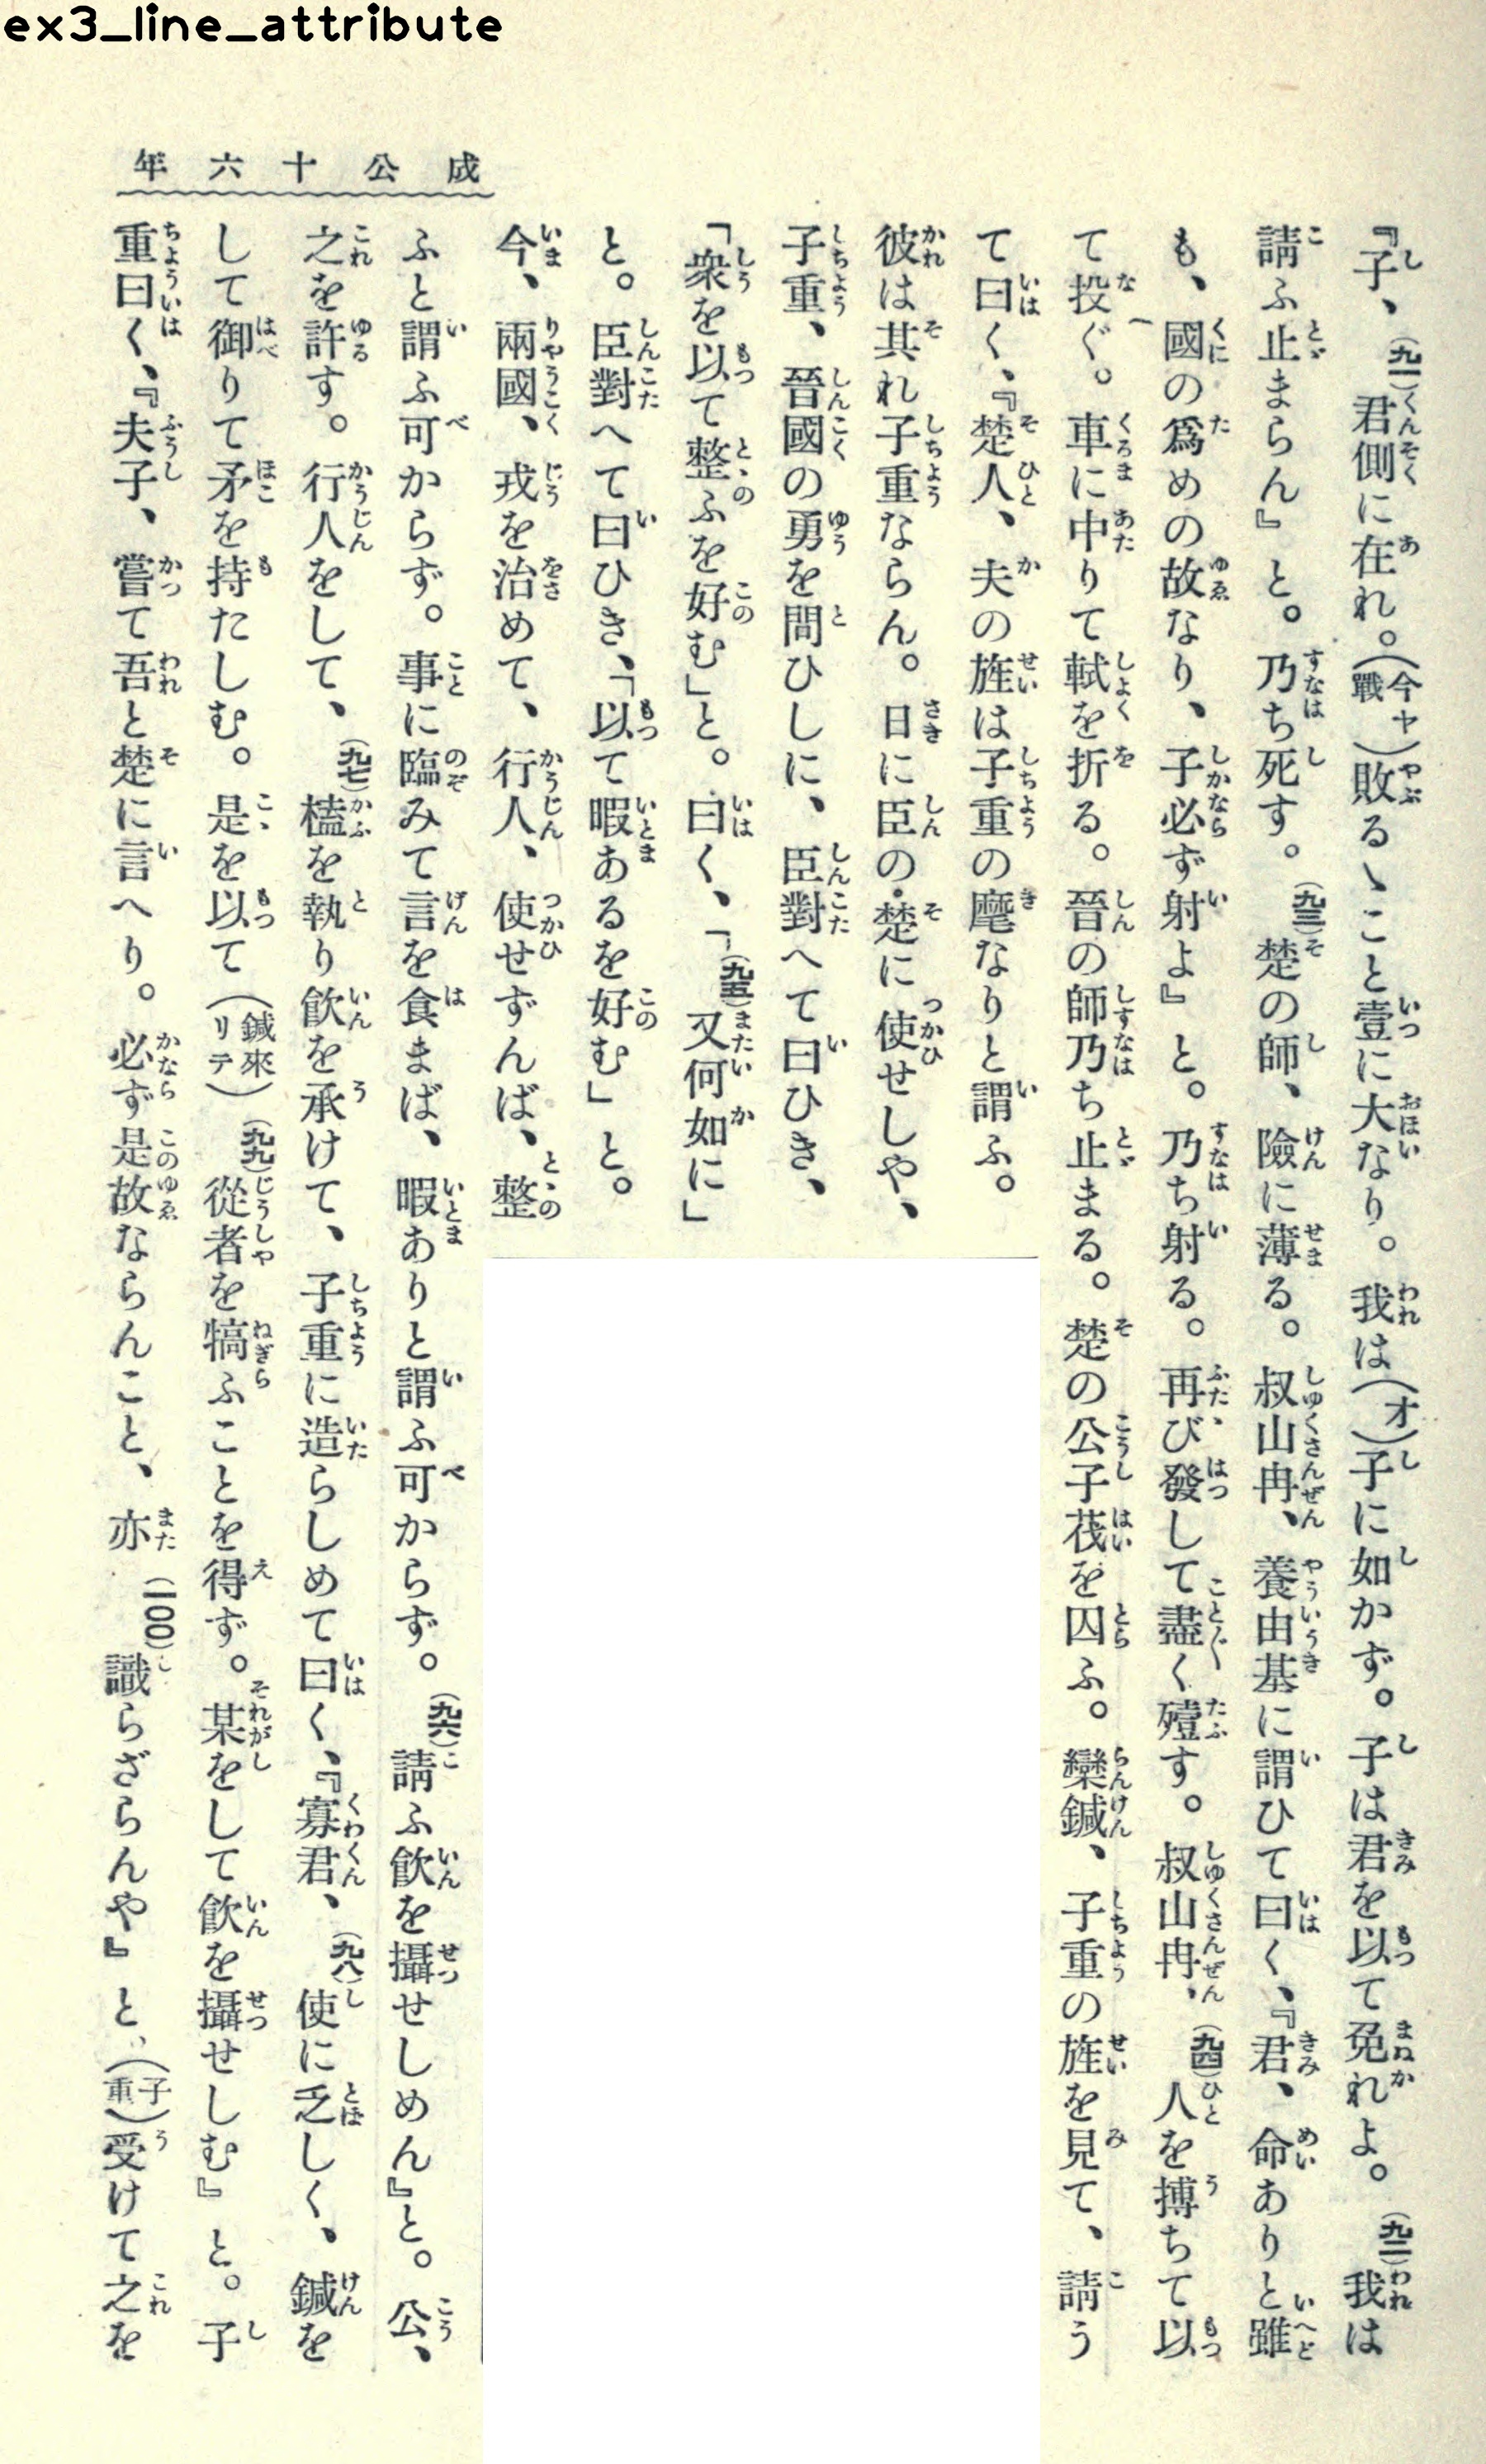 ex3_line_attribute
成公十六年
『子、(九一)君側に在れ。(今ャ戰)敗るゝこと壹に大なり。我は(オ)子に如かず。子は君を以て免れよ。(九二)我は
請ふ止まらん』と。乃ち死す。(九三)楚の師、險に薄る。叔山冉、養由基に謂ひて曰く、『君、命ありと雖
も、國の爲めの故なり、子必ず射よ』と。乃ち射る。再び發して盡く殪す。叔山冉、(九四)人を搏ちて以
て投ぐ。車に中りて軾を折る。晉の師乃ち止まる。楚の公子茷を囚ふ。欒鍼、子重の旌を見て、請う
て曰く、『楚人、夫の旌は子重の麾なりと謂ふ。
彼は其れ子重ならん。日に臣の楚に使せしや、
子重、晉國の勇を問ひしに、臣對へて曰ひき、
「衆を以て整ふを好む」と。曰く、「(九五)又何如に」
と。臣對へて曰ひき、「以て暇あるを好む」と。
今、兩國、戎を治めて、行人、使せずんば、整
ふと謂ふ可からず。事に臨みて言を食まば、暇ありと謂ふ可からず。(九六)請ふ飮を攝せしめん』と。公、
之を許す。行人をして、(九七)榼を執り飮を承けて、子重に造らしめて曰く、『寡君、(九八)使に乏しく、鍼を
して御りて矛を持たしむ。是を以て(鍼來リテ)(九九)從者を犒ふことを得ず。某をして飮を攝せしむ』と。子
重曰く、『夫子、嘗て吾と楚に言へり。必ず是故ならんこと、亦(一〇〇)識らざらんや』と、(子重)受けて之を